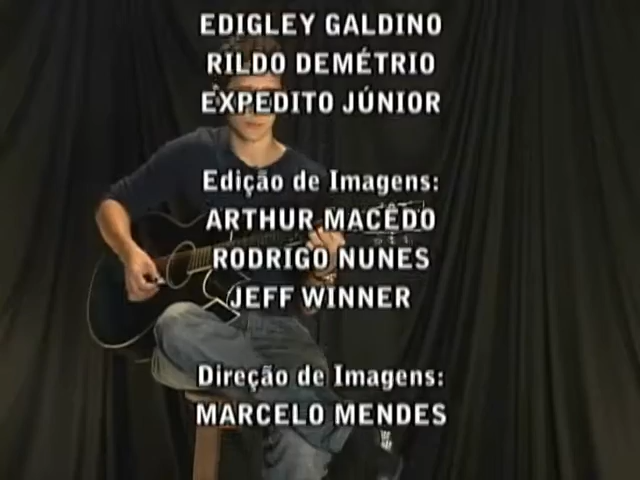 EDIGLEY GALDINO
RILDO DEMÉTRIO
EXPEDITO JÚNIOR
Edição de Imagens:
ARTHUR MACEDO
RODRIGO NUNES
JEFF WINNER
Direção de Imagens:
MARCELO MENDES